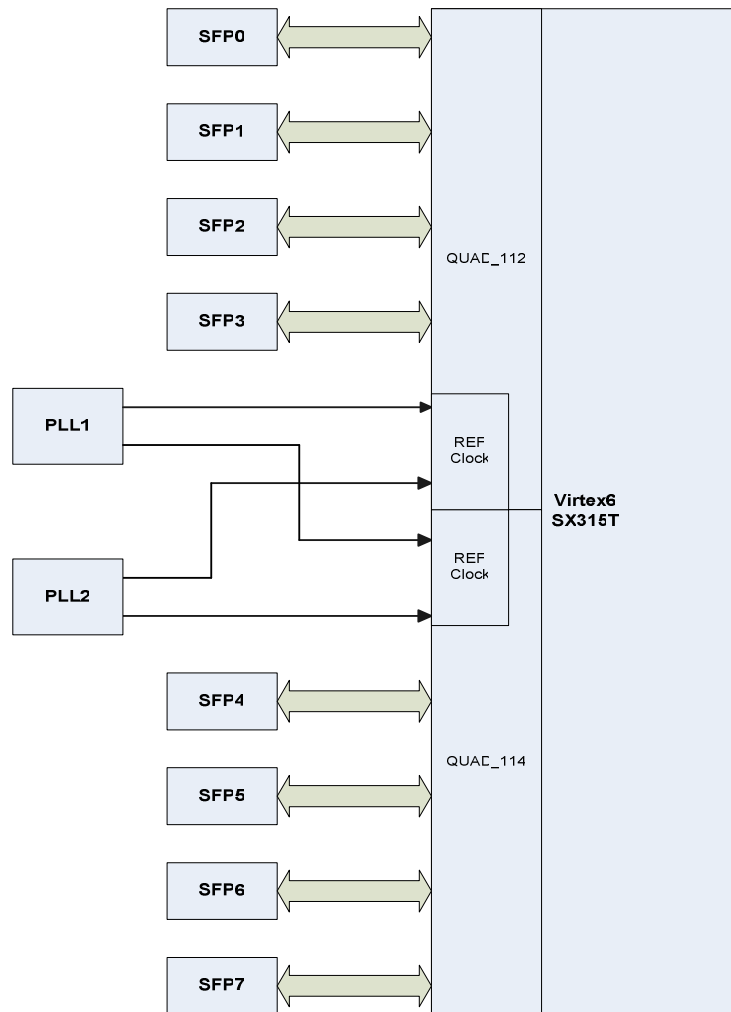 SFP0
SFP1
SFP2
QUAD_112
SFP3
PLL1
REF
Clock
Virtex6
SX315T
REF
Clock
PLL2
SFP4
QUAD_114
SFP5
SFP6
SFP7